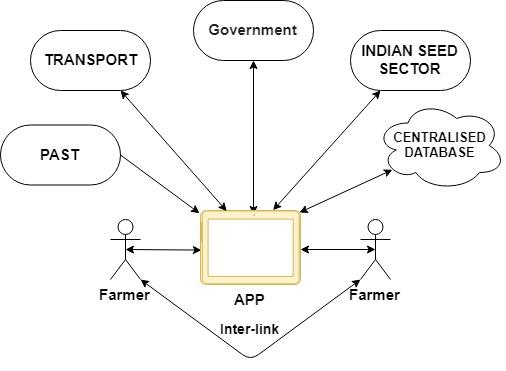 Government
TRANSPORT
INDIAN SEED
SECTOR
CENTRALISED
DATABASE
PAST
Farmer
APP
Farmer
Inter-link